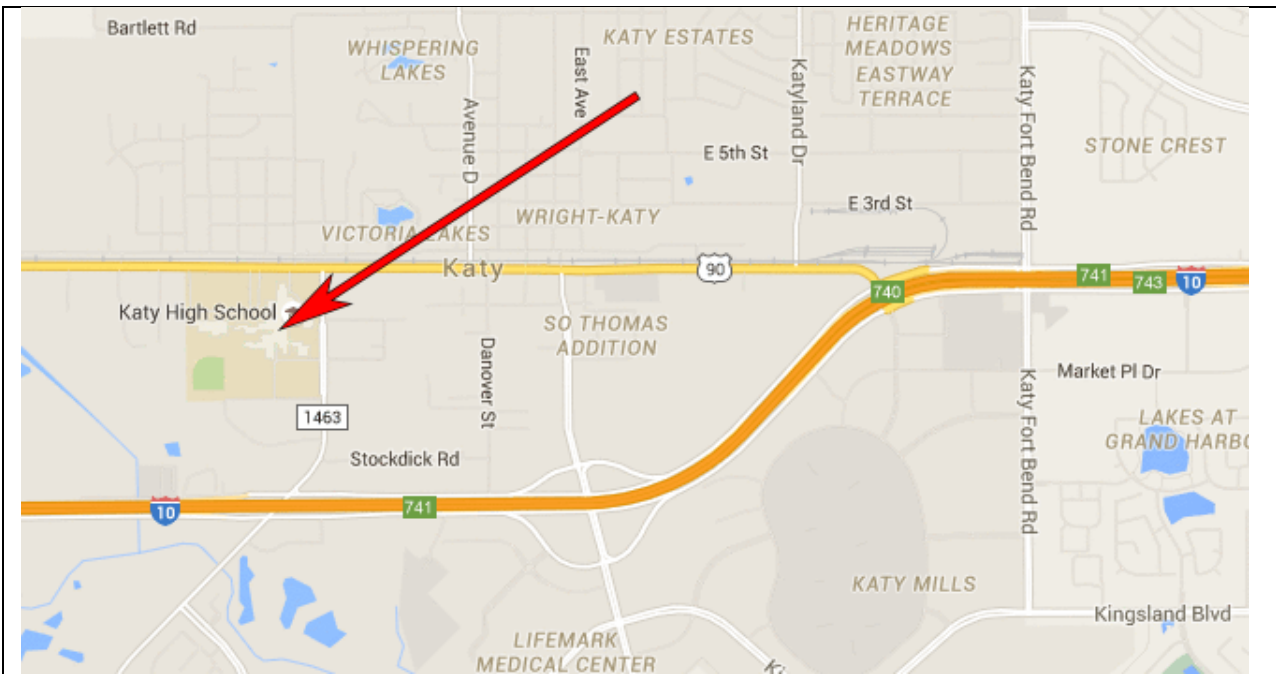 Bartlett Rd
WHISPERING
LAKES
Avenue D
East Ave
KATY ESTATES
Katyland Dr
HERITAGE
MEADOWS
EASTWAY
TERRACE
Katy Fort Bend Rd
STONE CREST
E 5th St
E 3rd St
WRIGHT-KATY
VICTORIA LAKES
Katy
90
740
741
743
10
Katy High School
SO THOMAS
ADDITION
Danover St
1463
Stockdick Rd
Katy Fort Bend Rd
Market Pl Dr
LAKES AT
GRAND HARBO
10
741
KATY MILLS
Kingsland Blvd
LIFEMARK
MEDICAL CENTER